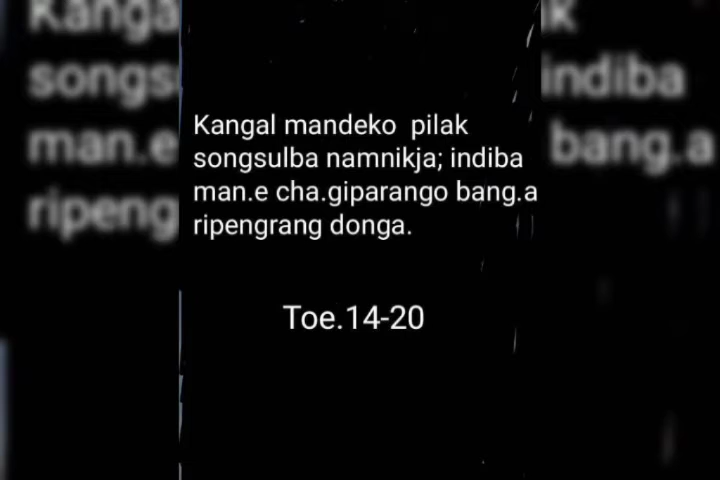 Kangal mandeko pilak
songsulba namnikja; indiba
man.e cha.giparango bang.a
ripengrang donga.
Toe.14-20